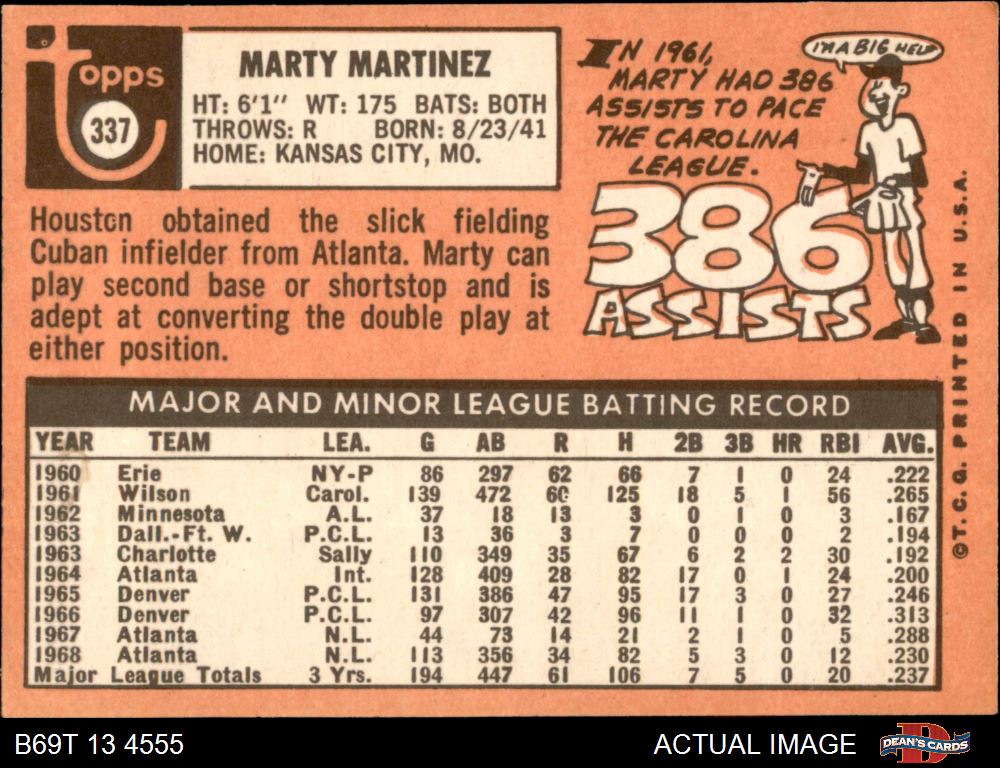 Topps
337
MARTY MARTINEZ
HT: 6'1" WT: 175 BATS: BOTH
THROWS: R BORN: 8/23/41
HOME: KANSAS CITY, MO.
IN 1961,
MARTY HAD 386
ASSISTS TO PACE
THE CAROLINA
LEAGUE.
I'M A BIG HELP
386
ASSISTS
Houston obtained the slick fielding
Cuban infielder from Atlanta. Marty can
play second base or shortstop and is
adept at converting the double play at
either position.
MAJOR AND MINOR LEAGUE BATTING RECORD
YEAR TEAM LEA. G AB R H 2B 3B HR RBI AVG.
1960 Erie NY-P 86 297 62 66 7 1 0 24 .222
1961 Wilson Carol. 139 472 60 125 18 5 1 56 .265
1962 Minnesota A.L. 37 18 13 3 0 1 0 3 .167
1963 Dall.-Ft. W. P.C.L. 13 36 3 7 0 0 0 2 .194
1963 Charlotte Sally 110 349 35 67 6 2 2 30 .192
1964 Atlanta Int. 128 409 28 82 17 0 1 24 .200
1965 Denver P.C.L. 131 386 47 95 17 3 0 27 .246
1966 Denver P.C.L. 97 307 42 96 11 1 0 32 .313
1967 Atlanta N.L. 44 73 14 21 2 1 0 5 .288
1968 Atlanta N.L. 113 356 34 82 5 3 0 12 .230
Major League Totals 3 Yrs. 194 447 61 106 7 5 0 20 .237
©T.C.G. PRINTED IN U.S.A.
B69T 13 4555
ACTUAL IMAGE
DEAN'S CARDS